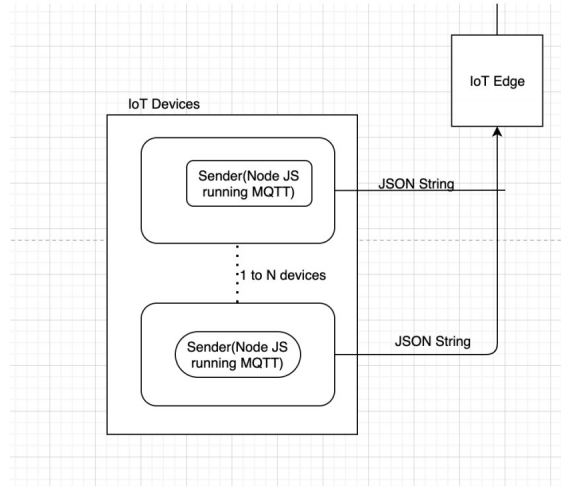 IoT Edge
IoT Devices
Sender(Node JS
running MQTT)
JSON String
1 to N devices
JSON String
Sender(Node JS
running MQTT)